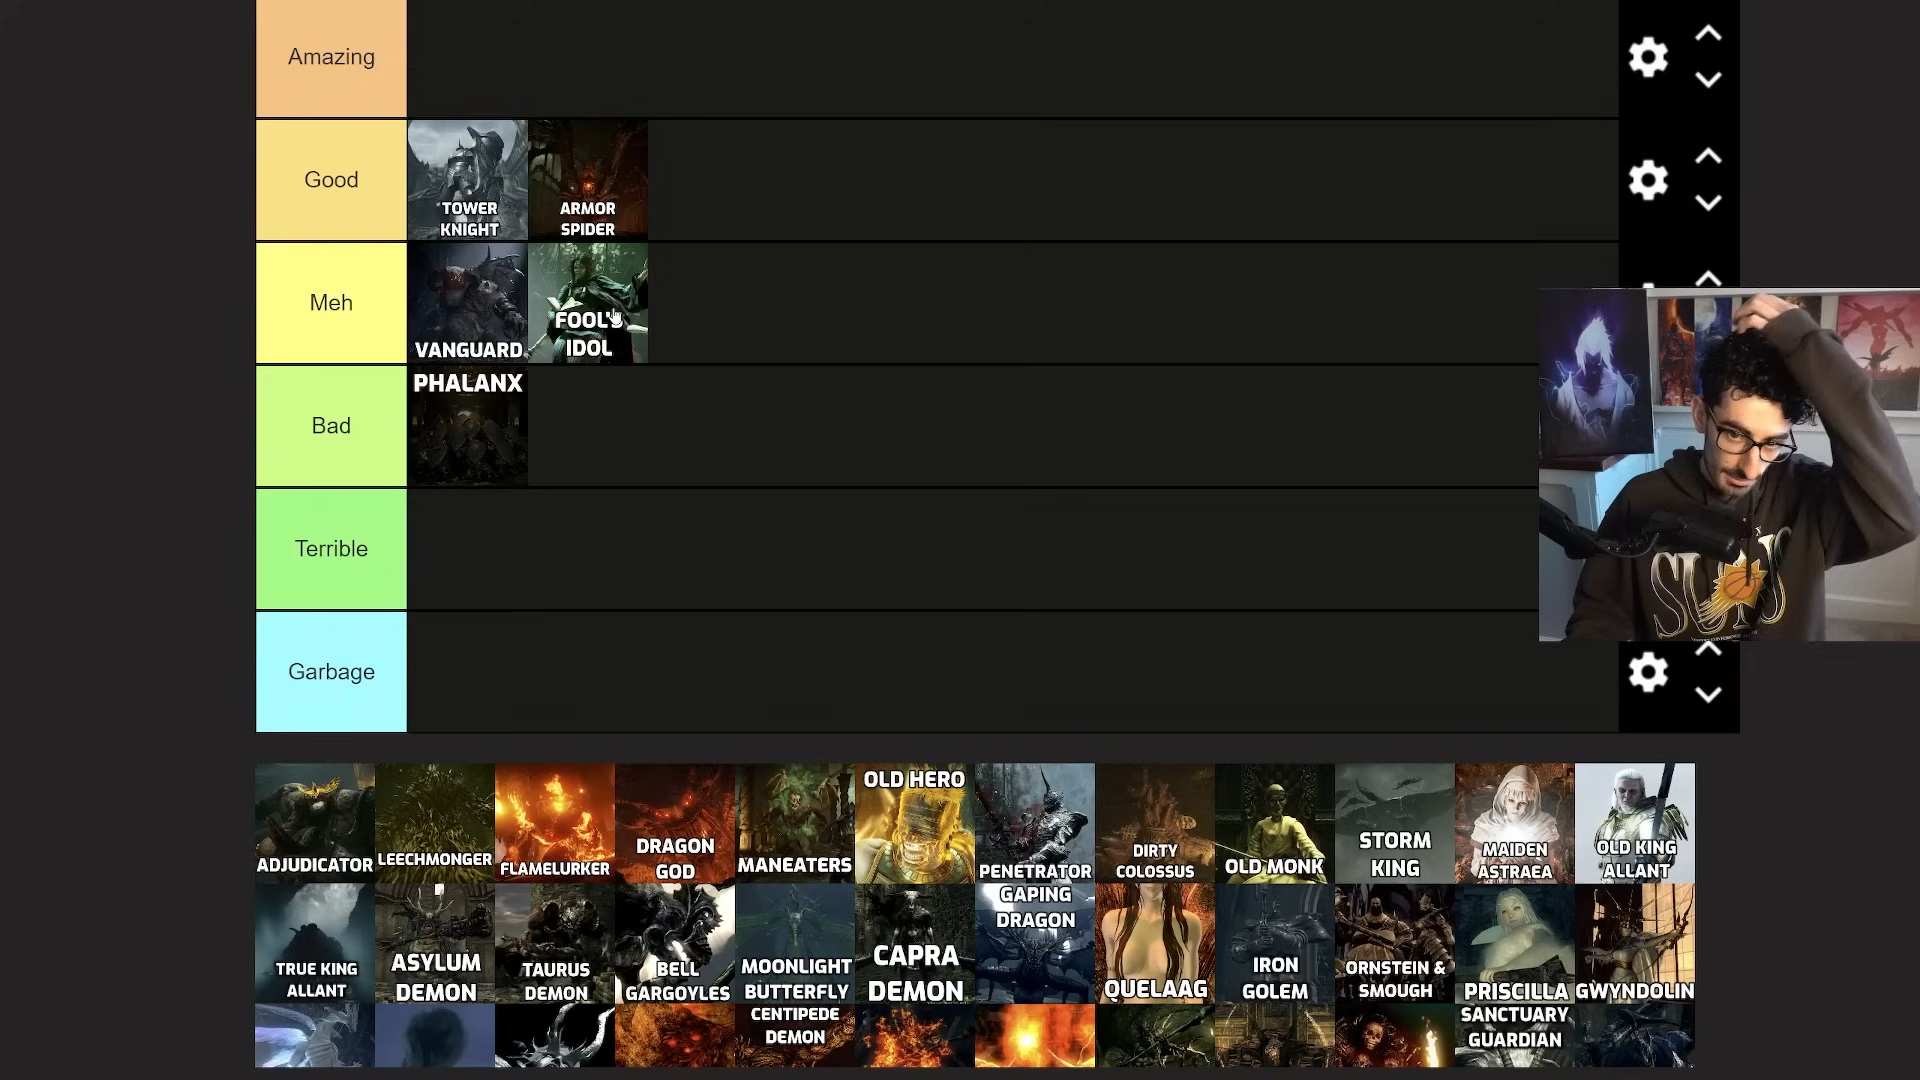 Amazing
Good
TOWER
KNIGHT
ARMOR
SPIDER
Meh
VANGUARD
FOOL'S
IDOL
Bad
PHALANX
Terrible
Garbage
SUNS
ADJUDICATOR
LEECHMONGER
FLAMELURKER
DRAGON
GOD
MANEATERS
OLD HERO
PENETRATOR
DIRTY
COLOSSUS
OLD MONK
STORM
KING
MAIDEN
ASTRAEA
OLD KING
ALLANT
TRUE KING
ALLANT
ASYLUM
DEMON
TAURUS
DEMON
BELL
GARGOYLES
MOONLIGHT
BUTTERFLY
CAPRA
DEMON
GAPING
DRAGON
QUELAAG
IRON
GOLEM
ORNSTEIN &
SMOUGH
PRISCILLA
GWYNDOLIN
CENTIPEDE
DEMON
SANCTUARY
GUARDIAN